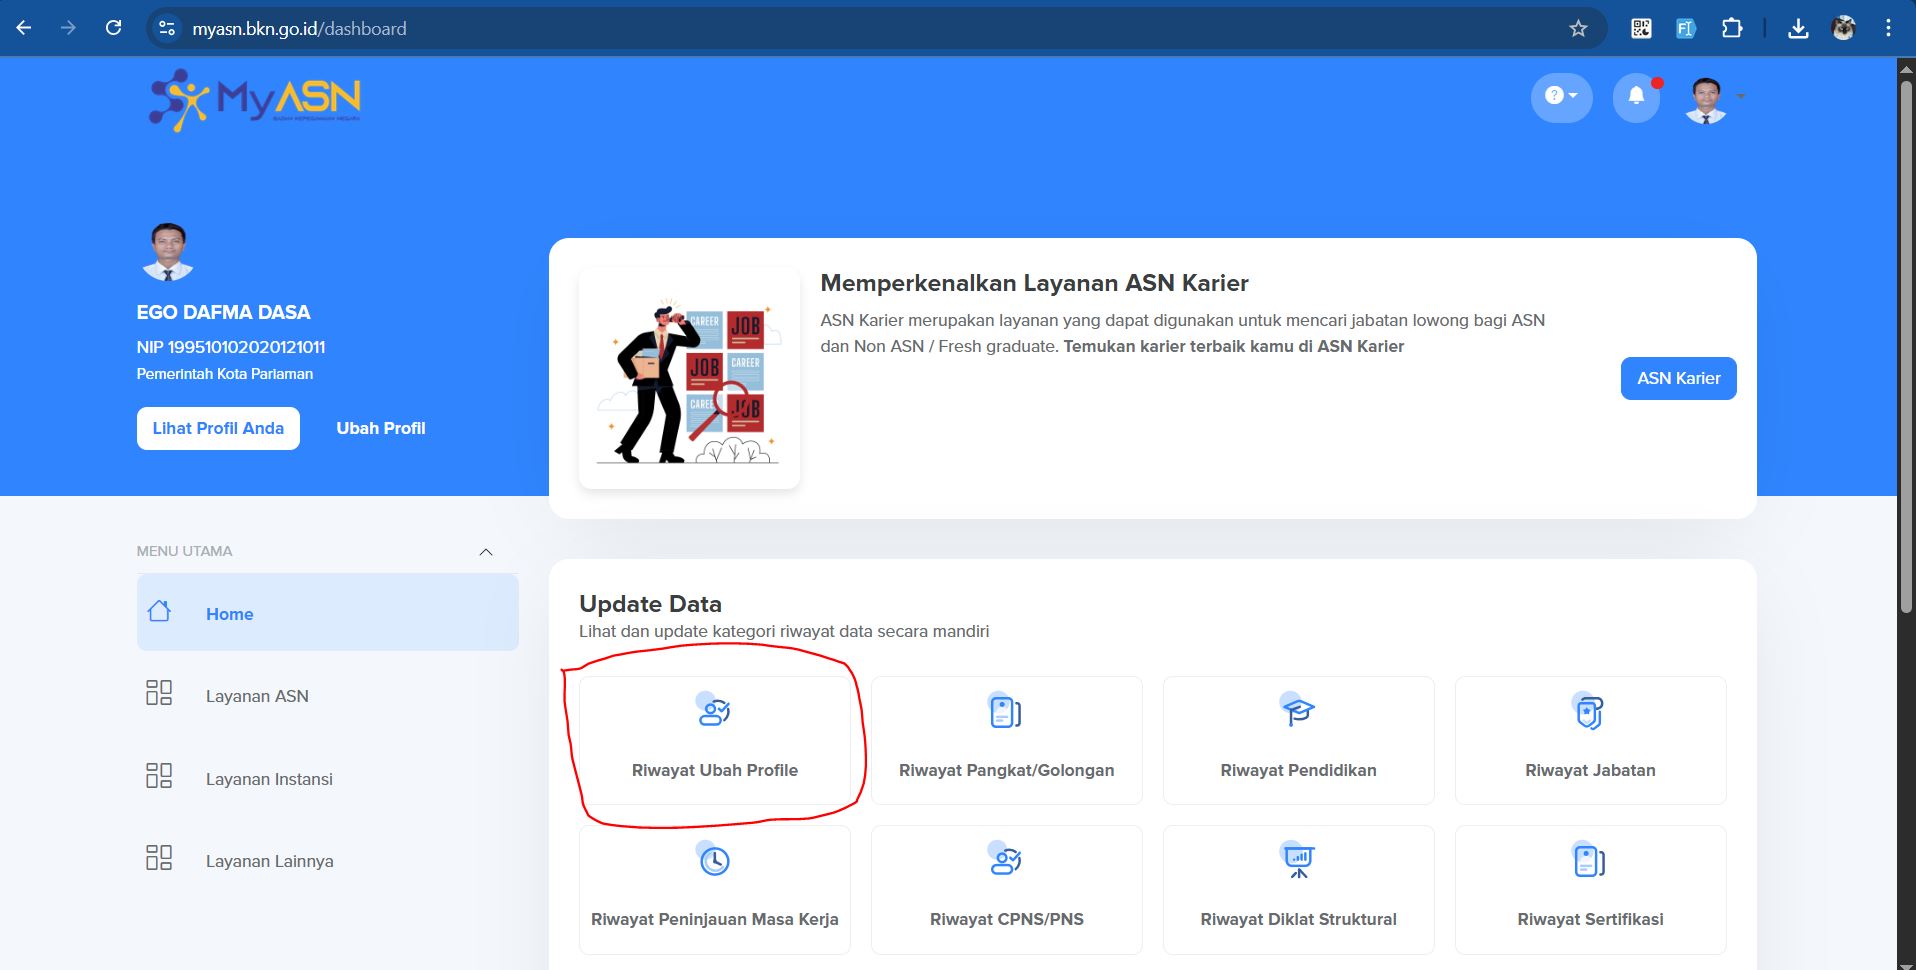 myasn.bkn.go.id/dashboard
MyASN
BADAN KEPEGAWAIAN NEGARA
EGO DAFMA DASA
NIP 199510102020121011
Pemerintah Kota Pariaman
Lihat Profil Anda
Ubah Profil
Memperkenalkan Layanan ASN Karier
ASN Karier merupakan layanan yang dapat digunakan untuk mencari jabatan lowong bagi ASN
dan Non ASN / Fresh graduate. Temukan karier terbaik kamu di ASN Karier
ASN Karier
CAREER
JOB
JOB
CAREER
CAREER
JOB
MENU UTAMA
Home
Layanan ASN
Layanan Instansi
Layanan Lainnya
Update Data
Lihat dan update kategori riwayat data secara mandiri
Riwayat Ubah Profile
Riwayat Pangkat/Golongan
Riwayat Pendidikan
Riwayat Jabatan
Riwayat Peninjauan Masa Kerja
Riwayat CPNS/PNS
Riwayat Diklat Struktural
Riwayat Sertifikasi